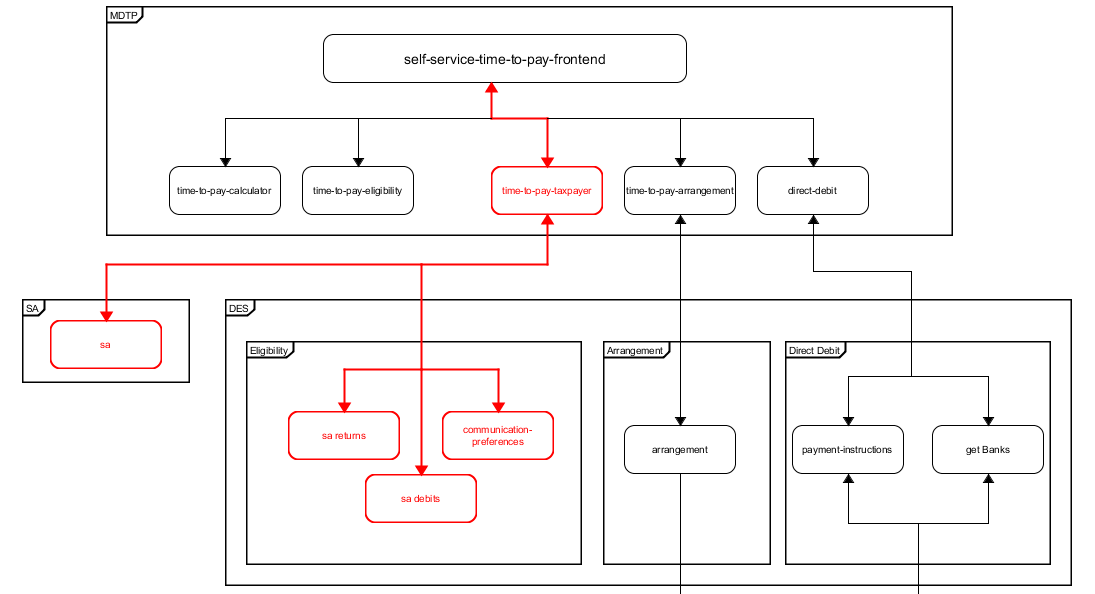 MDTP
self-service-time-to-pay-frontend
time-to-pay-calculator
time-to-pay-eligibility
time-to-pay-taxpayer
time-to-pay-arrangement
direct-debit
SA
sa
DES
Eligibility
sa returns
communication-
preferences
sa debits
Arrangement
arrangement
Direct Debit
payment-instructions
get Banks